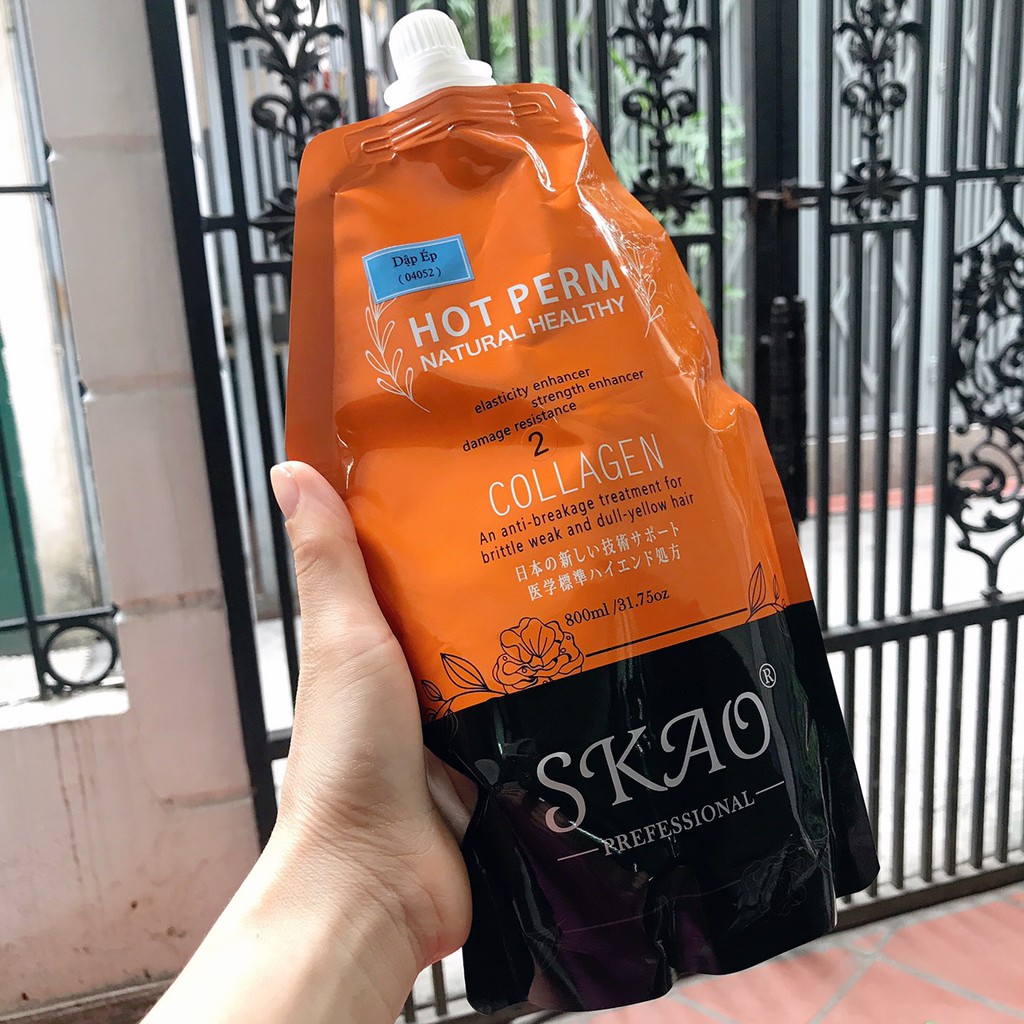 Dập Ép
( 04052 )
HOT PERM
NATURAL HEALTHY
elasticity enhancer
strength enhancer
damage resistance
2
COLLAGEN
An anti-breakage treatment for
brittle weak and dull-yellow hair
日本の新しい技術サポート
医学標準ハイエンド処方
800ml /31.75oz
SKAO®
PREFESSIONAL